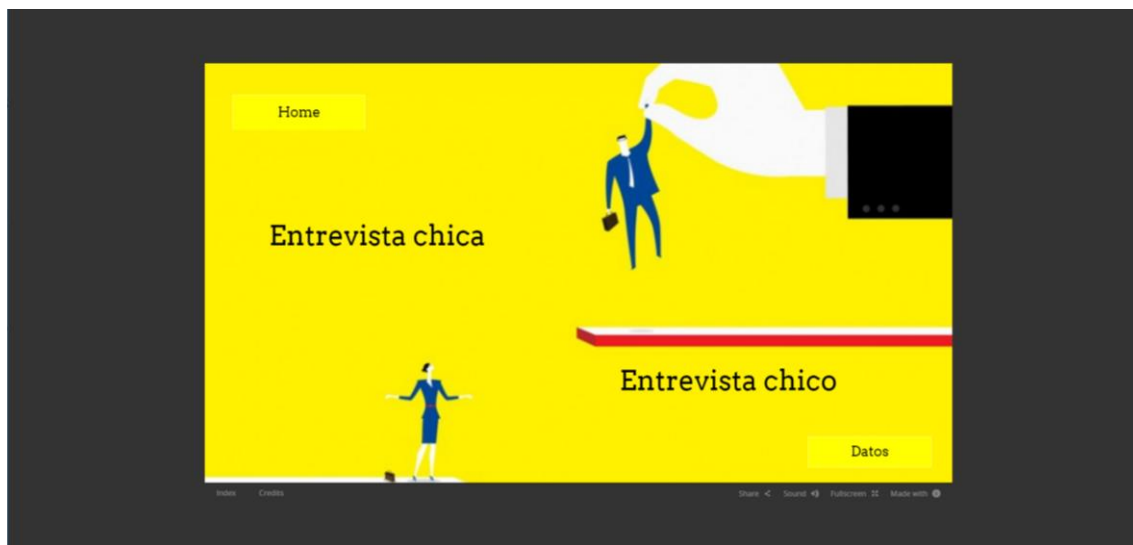 Home
Entrevista chica
Entrevista chico
Datos
Index Credits Share Sound Fullscreen Made with